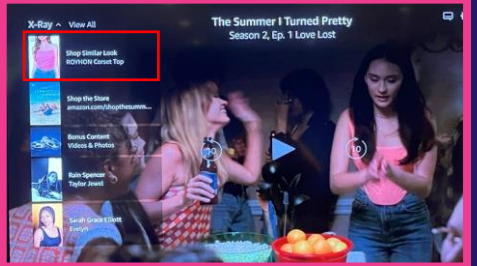 X-Ray View All
The Summer I Turned Pretty
Season 2, Ep. 1 Love Lost
Shop Similar Look
ROYHON Corset Top
Shop the Store
amazon.com/shopthesumm...
Bonus Content
Videos & Photos
Rain Spencer
Taylor Jewel
Sarah Grace Elliott
Evelyn
10
10